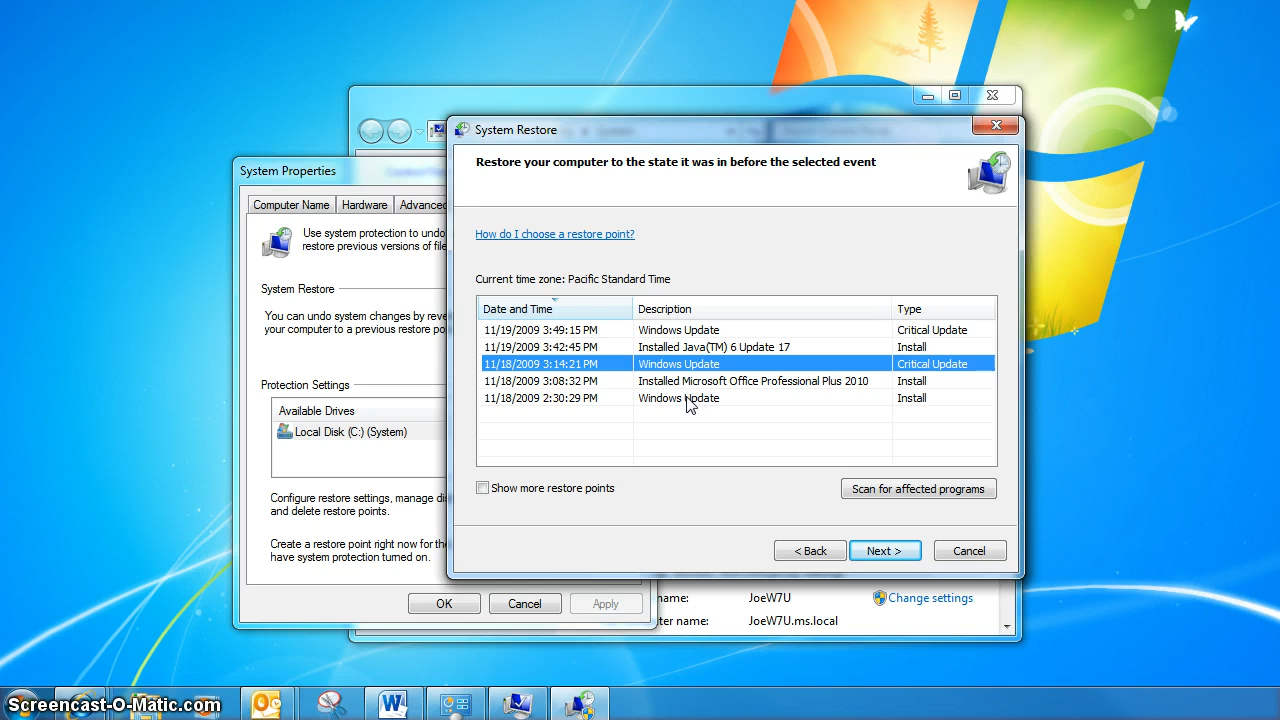 System Restore
Restore your computer to the state it was in before the selected event
How do I choose a restore point?
Current time zone: Pacific Standard Time
Date and Time Description Type
11/19/2009 3:49:15 PM Windows Update Critical Update
11/19/2009 3:42:45 PM Installed Java(TM) 6 Update 17 Install
11/18/2009 3:14:21 PM Windows Update Critical Update
11/18/2009 3:08:32 PM Installed Microsoft Office Professional Plus 2010 Install
11/18/2009 2:30:29 PM Windows Update Install
Show more restore points
Scan for affected programs
< Back Next > Cancel
System Properties
Computer Name Hardware Advanced
Use system protection to undo
restore previous versions of file
System Restore
You can undo system changes by reve
your computer to a previous restore po
Protection Settings
Available Drives
Local Disk (C:) (System)
Configure restore settings, manage di
and delete restore points.
Create a restore point right now for the
have system protection turned on.
OK Cancel Apply
name: JoeW7U Change settings
ter name: JoeW7U.ms.local
Screencast-O-Matic.com